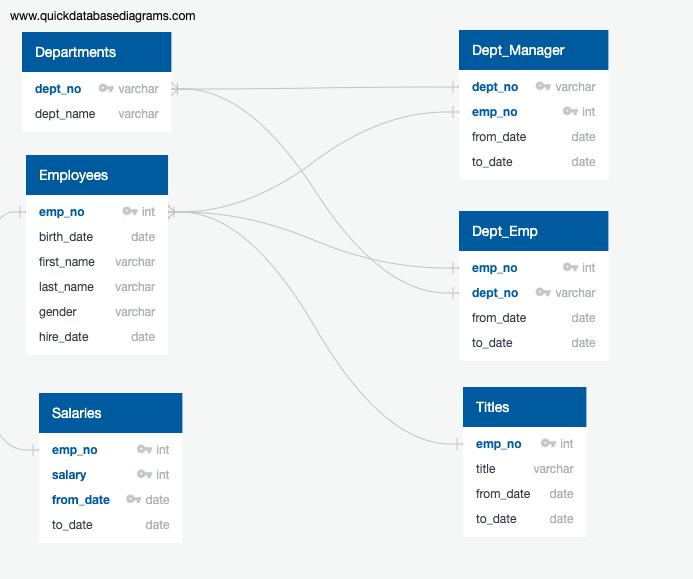 www.quickdatabasediagrams.com
Departments
dept_no varchar
dept_name varchar
Employees
emp_no int
birth_date date
first_name varchar
last_name varchar
gender varchar
hire_date date
Salaries
emp_no int
salary int
from_date date
to_date date
Dept_Manager
dept_no varchar
emp_no int
from_date date
to_date date
Dept_Emp
emp_no int
dept_no varchar
from_date date
to_date date
Titles
emp_no int
title varchar
from_date date
to_date date